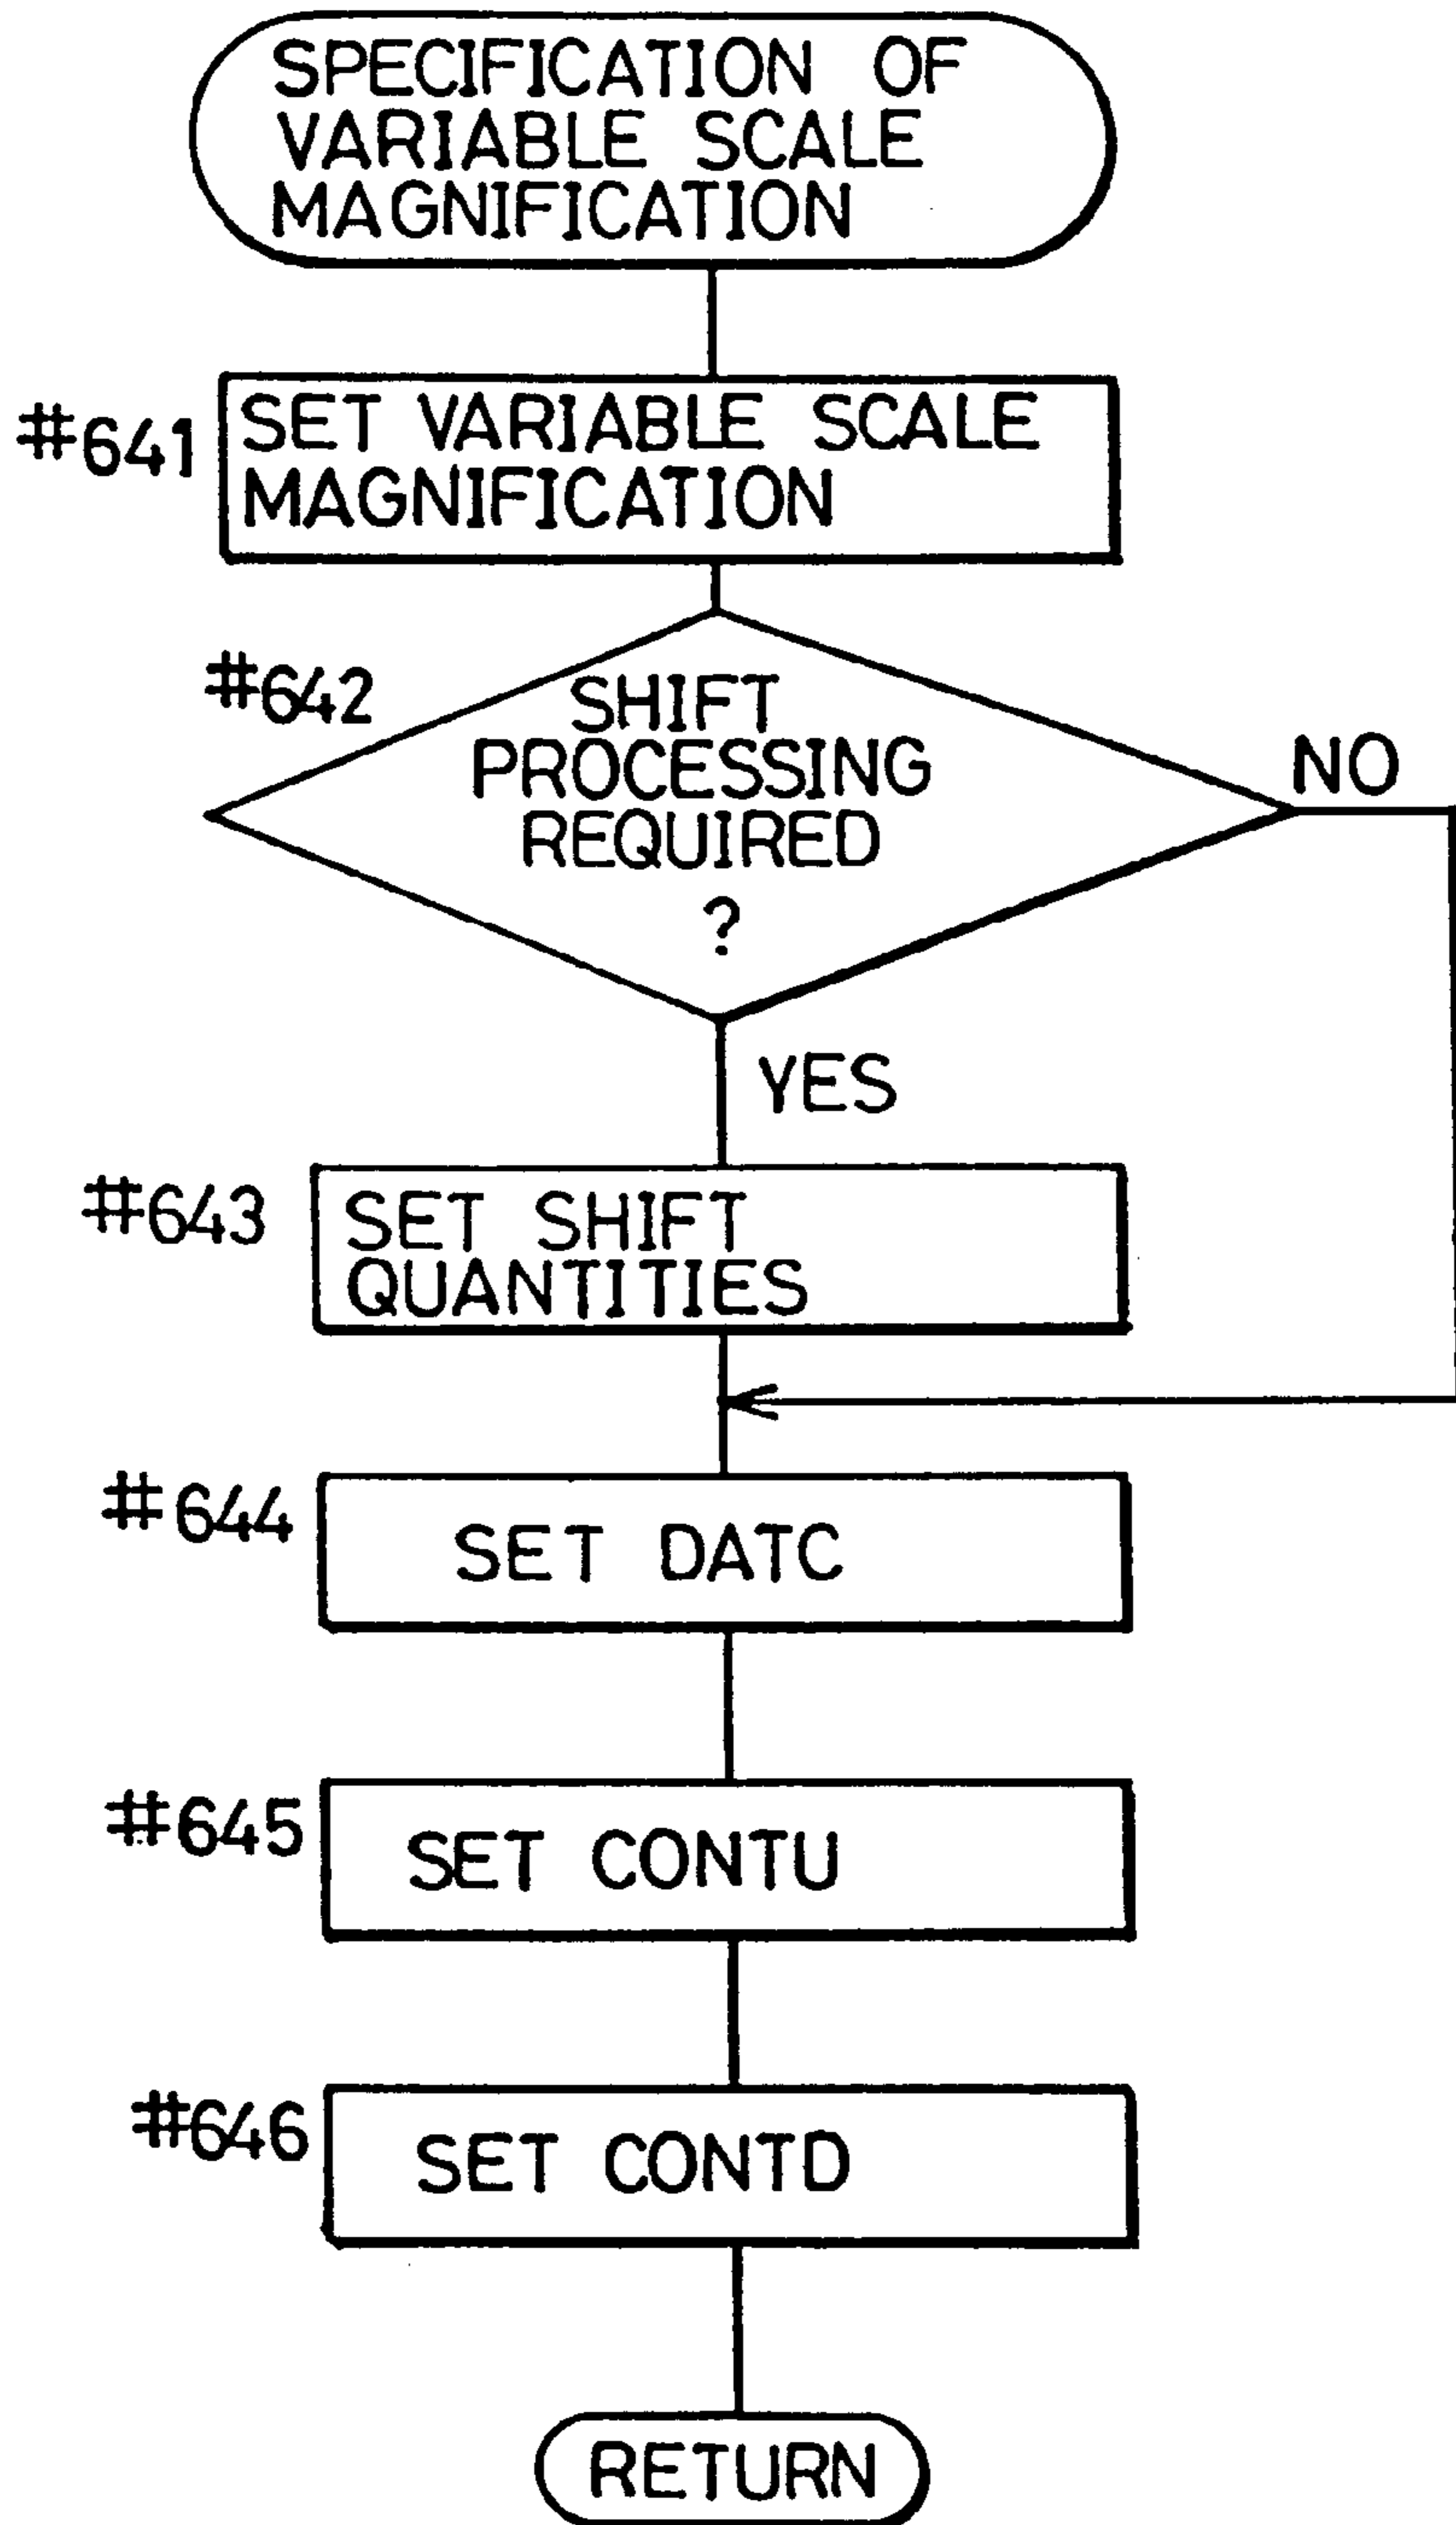 SPECIFICATION OF
VARIABLE SCALE
MAGNIFICATION
#641
SET VARIABLE SCALE
MAGNIFICATION
#642
SHIFT
PROCESSING
REQUIRED
?
NO
YES
#643
SET SHIFT
QUANTITIES
#644
SET DATC
#645
SET CONTU
#646
SET CONTD
RETURN